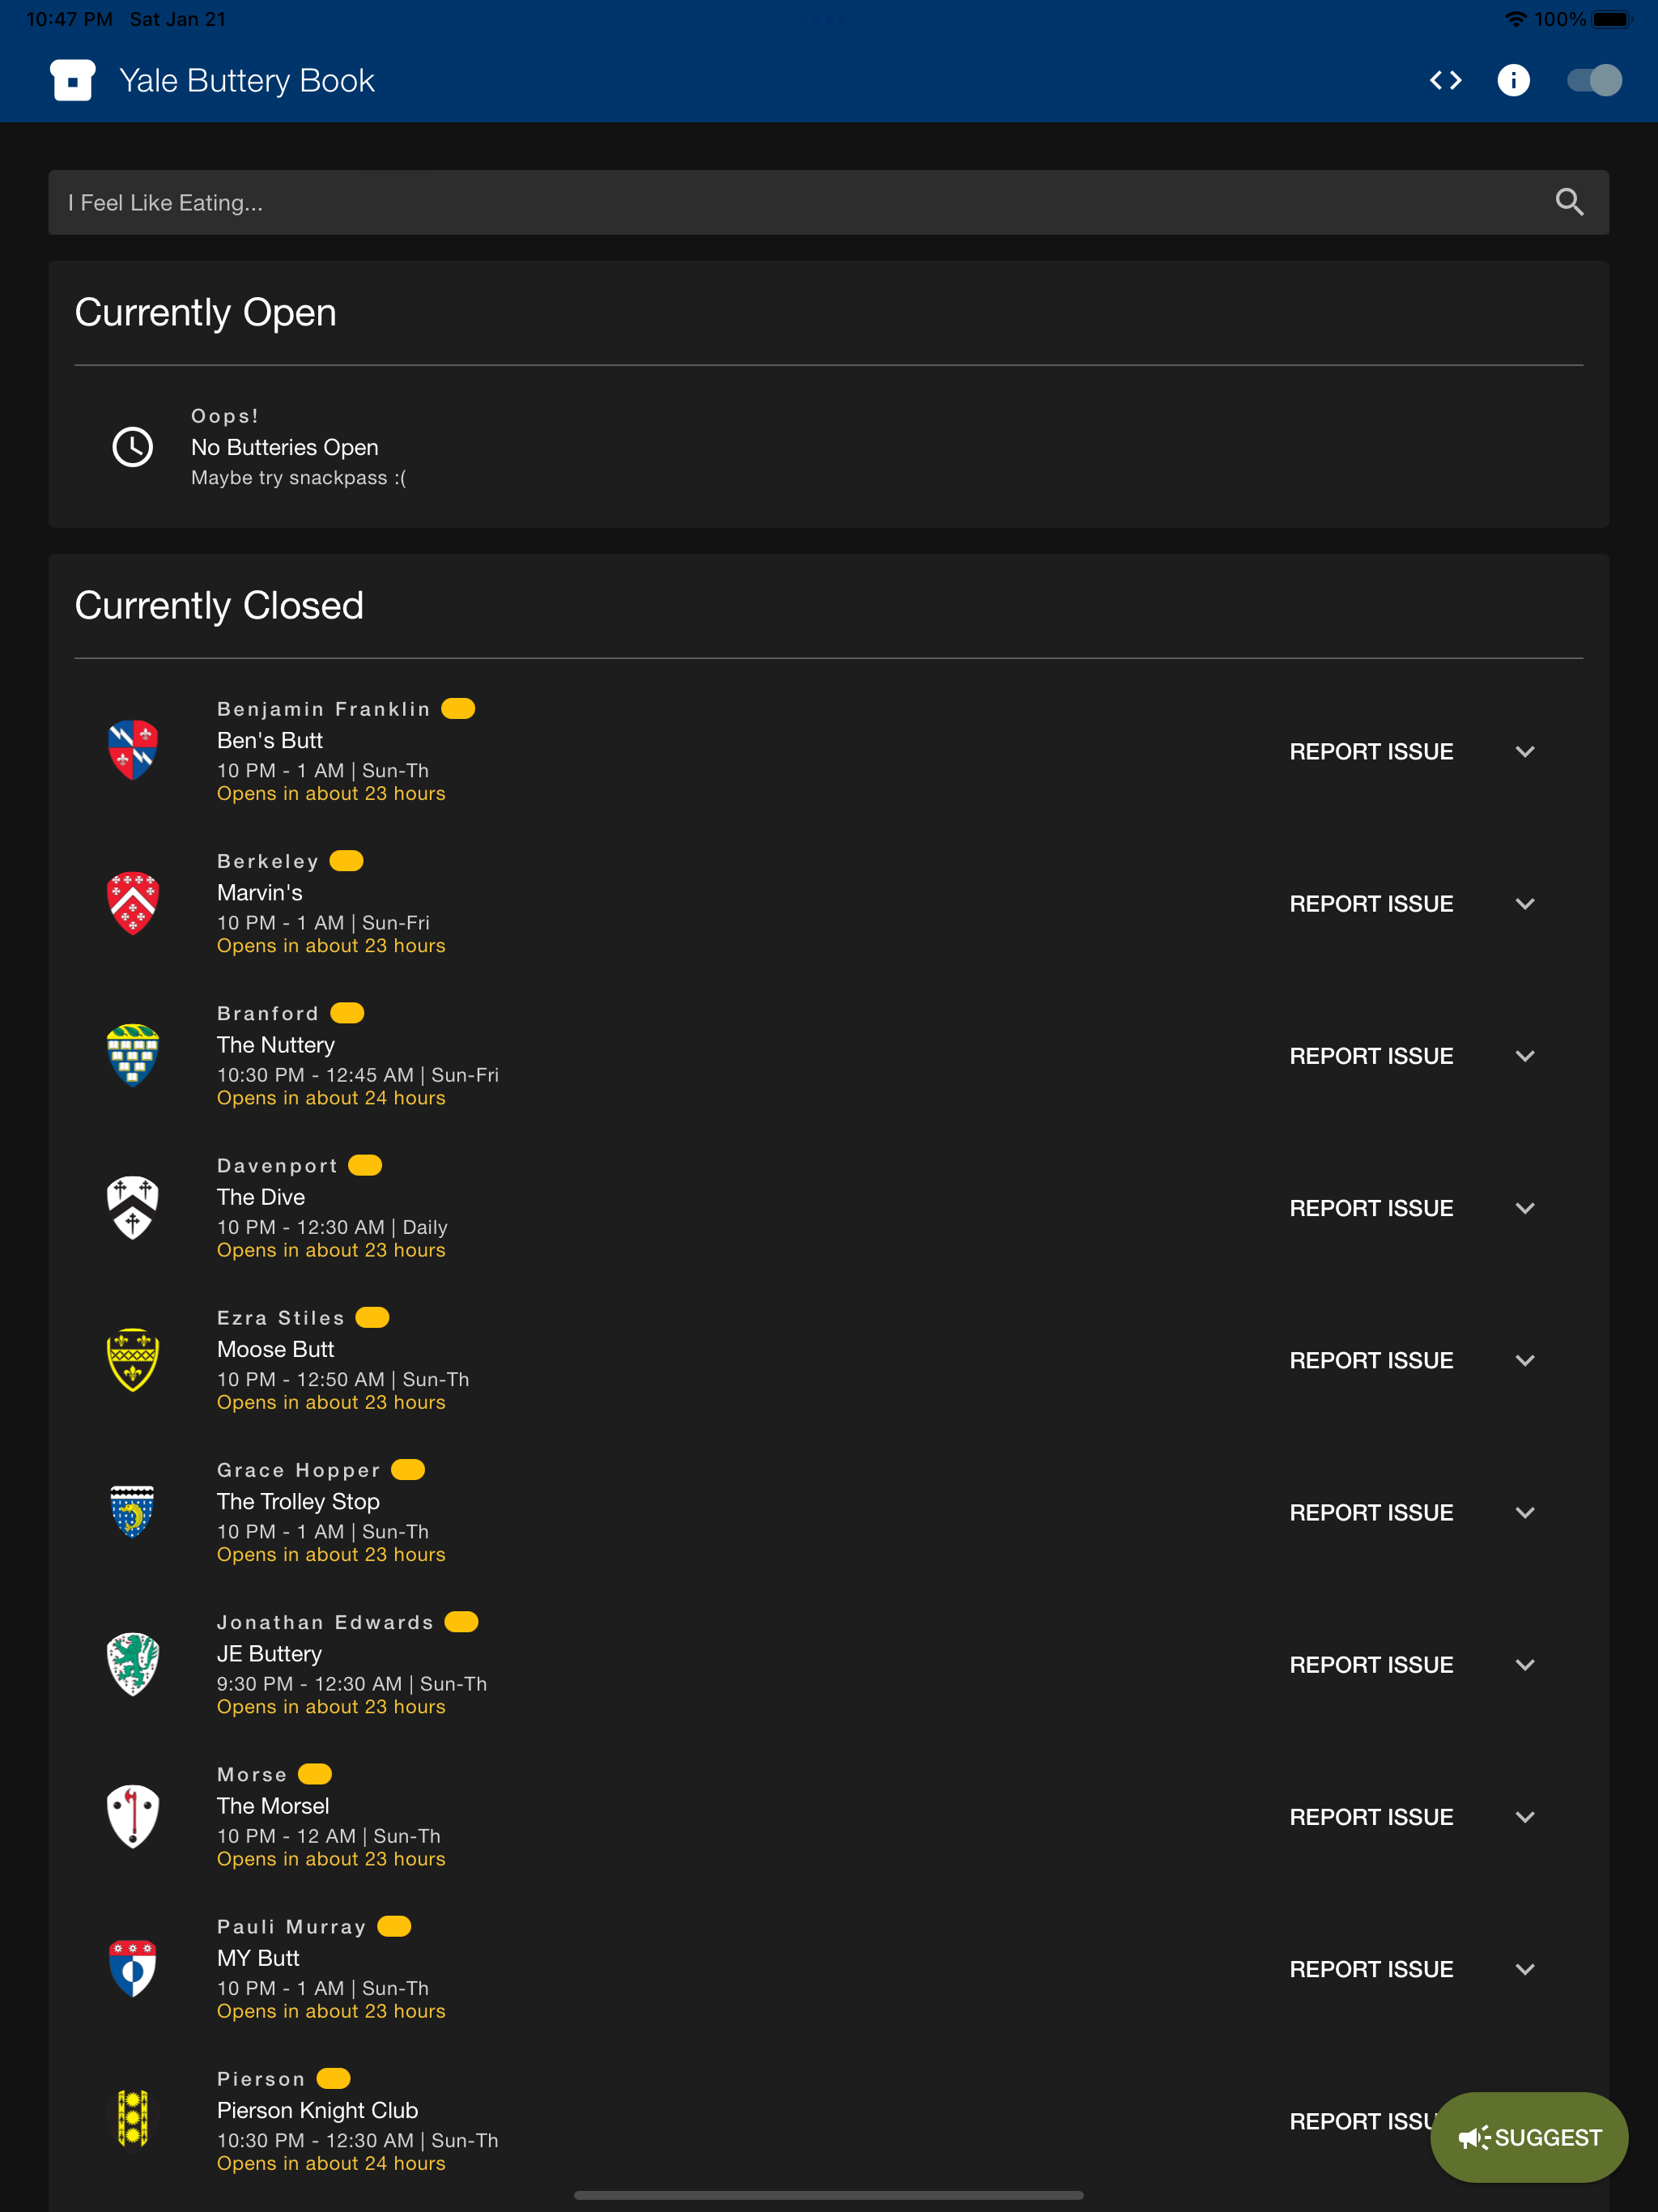 10:47 PM Sat Jan 21
100%
Yale Buttery Book
I Feel Like Eating...
Currently Open
Oops!
No Butteries Open
Maybe try snackpass :(
Currently Closed
Benjamin Franklin
Ben's Butt
10 PM - 1 AM | Sun-Th
Opens in about 23 hours
REPORT ISSUE
Berkeley
Marvin's
10 PM - 1 AM | Sun-Fri
Opens in about 23 hours
REPORT ISSUE
Branford
The Nuttery
10:30 PM - 12:45 AM | Sun-Fri
Opens in about 24 hours
REPORT ISSUE
Davenport
The Dive
10 PM - 12:30 AM | Daily
Opens in about 23 hours
REPORT ISSUE
Ezra Stiles
Moose Butt
10 PM - 12:50 AM | Sun-Th
Opens in about 23 hours
REPORT ISSUE
Grace Hopper
The Trolley Stop
10 PM - 1 AM | Sun-Th
Opens in about 23 hours
REPORT ISSUE
Jonathan Edwards
JE Buttery
9:30 PM - 12:30 AM | Sun-Th
Opens in about 23 hours
REPORT ISSUE
Morse
The Morsel
10 PM - 12 AM | Sun-Th
Opens in about 23 hours
REPORT ISSUE
Pauli Murray
MY Butt
10 PM - 1 AM | Sun-Th
Opens in about 23 hours
REPORT ISSUE
Pierson
Pierson Knight Club
10:30 PM - 12:30 AM | Sun-Th
Opens in about 24 hours
REPORT ISSU
SUGGEST